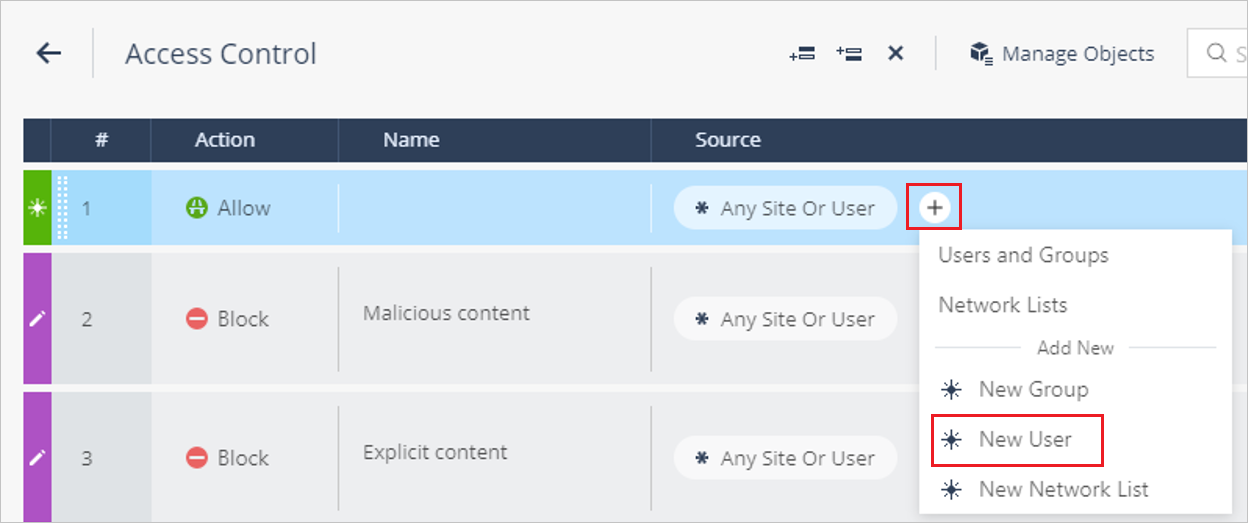 Access Control
Manage Objects
S
# Action Name Source
1 Allow Any Site Or User
Users and Groups
Network Lists
Add New
New Group
New User
New Network List
2 Block Malicious content Any Site Or User
3 Block Explicit content Any Site Or User